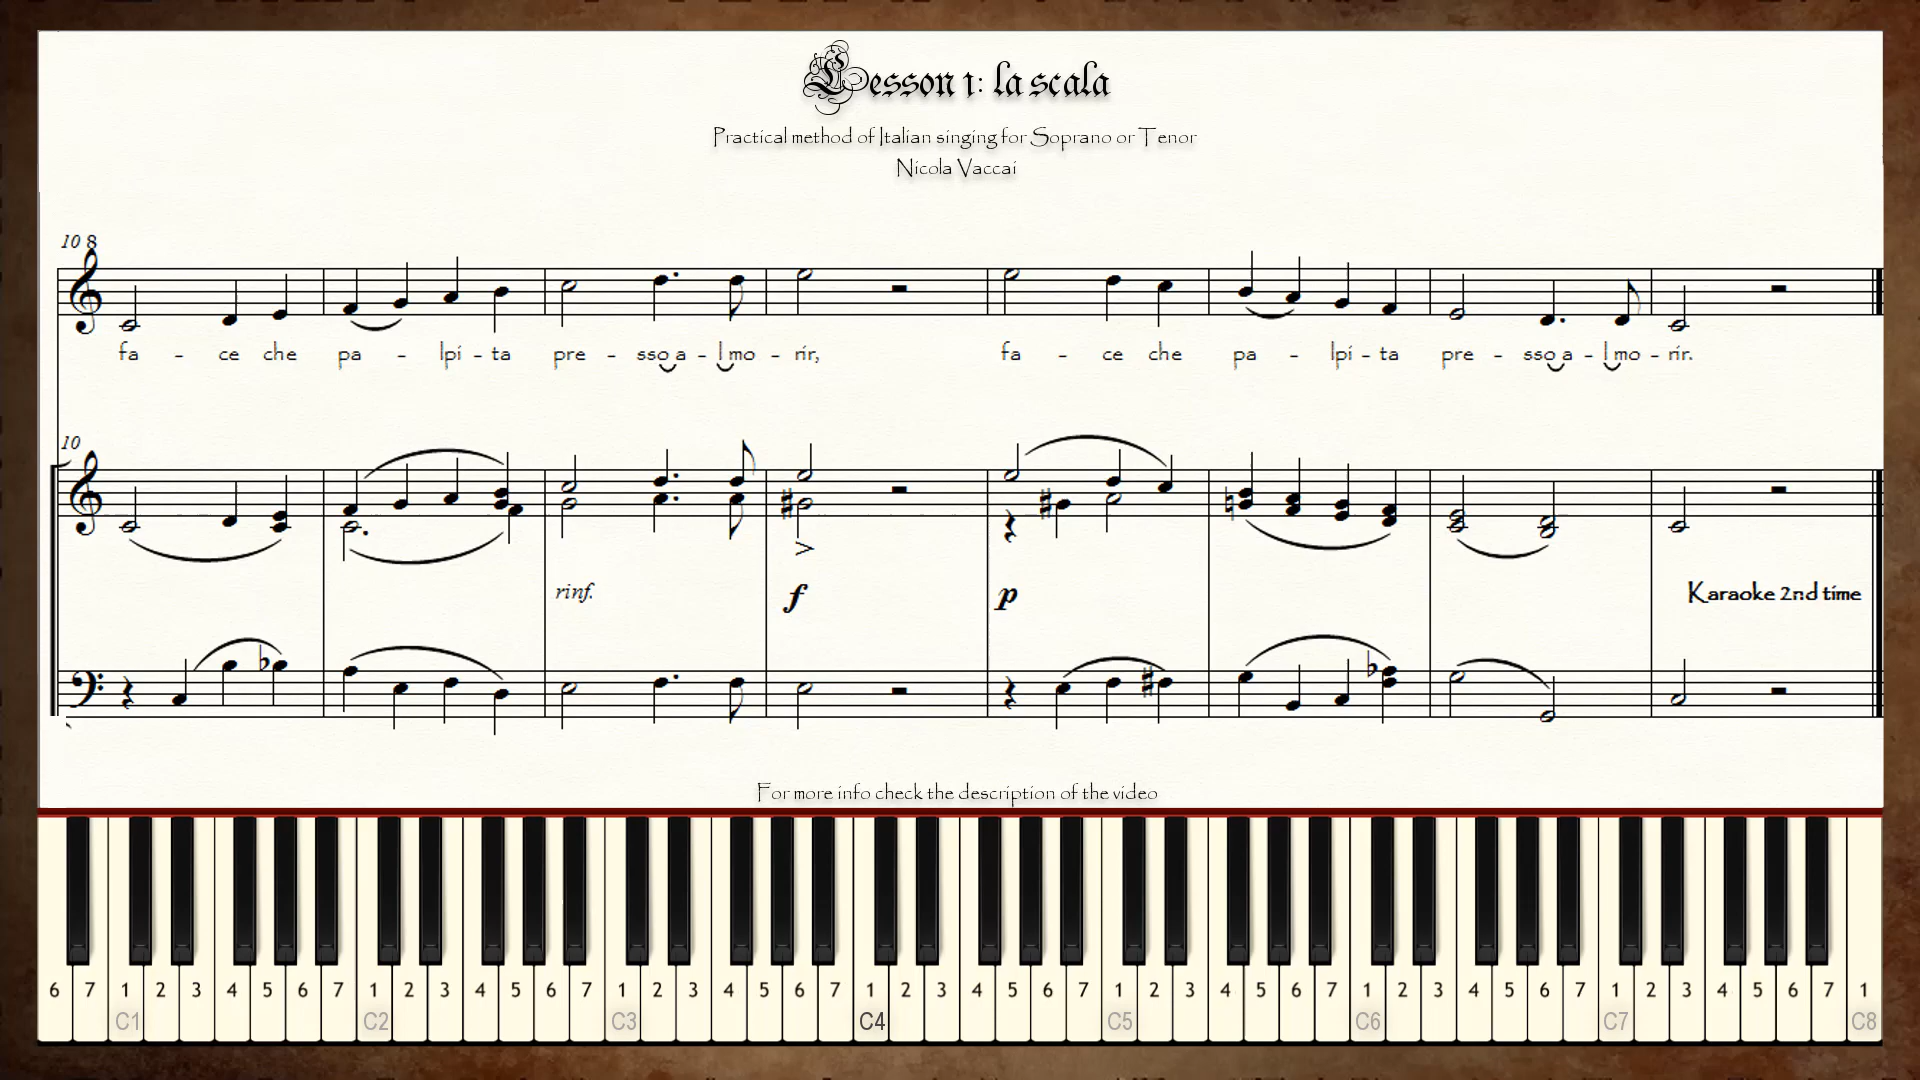 Lesson 1: la scala
Practical method of Italian singing for Soprano or Tenor
Nicola Vaccai
10 8
fa - ce che pa - lpi - ta pre - sso a - l mo - rir, fa - ce che pa - lpi - ta pre - sso a - l mo - rir.
10
rinf. f p Karaoke 2nd time
For more info check the description of the video
6 7 1 2 3 4 5 6 7 1 2 3 4 5 6 7 1 2 3 4 5 6 7 1 2 3 4 5 6 7 1 2 3 4 5 6 7 1 2 3 4 5 6 7 1 2 3 4 5 6 7 1
C1 C2 C3 C4 C5 C6 C7 C8